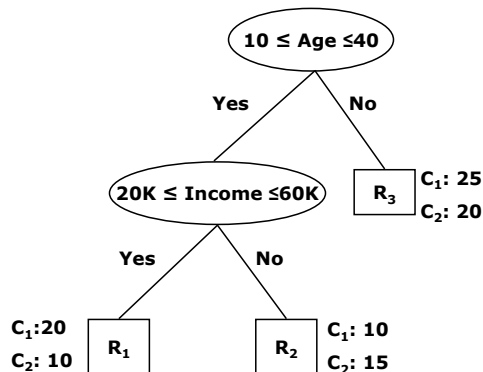 10 ≤ Age ≤40
Yes
No
20K ≤ Income ≤60K
R₃
C₁: 25
C₂: 20
Yes
No
C₁:20
C₂: 10
R₁
R₂
C₁: 10
C₂: 15